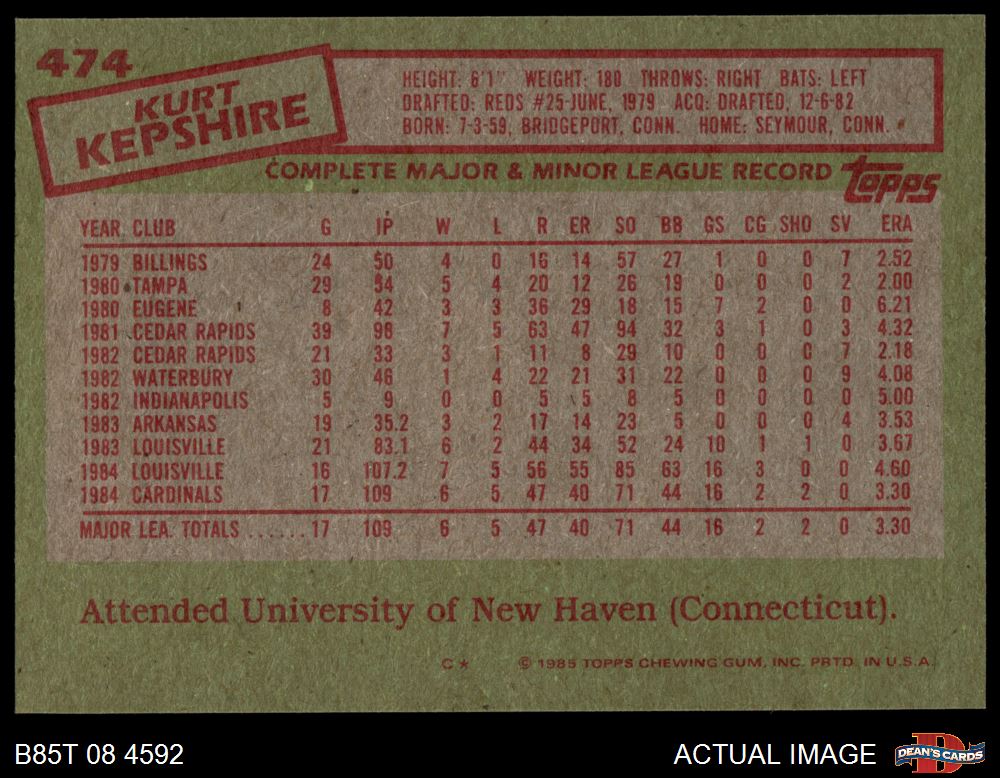 474
KURT
KEPSHIRE
HEIGHT: 6'1" WEIGHT: 180 THROWS: RIGHT BATS: LEFT
DRAFTED: REDS #25-JUNE, 1979 ACQ: DRAFTED, 12-6-82
BORN: 7-3-59, BRIDGEPORT, CONN. HOME: SEYMOUR, CONN.
COMPLETE MAJOR & MINOR LEAGUE RECORD topps
YEAR CLUB G IP W L R ER SO BB GS CG SHO SV ERA
1979 BILLINGS 24 50 4 0 16 14 57 27 1 0 0 7 2.52
1980 TAMPA 29 54 5 4 20 12 26 19 0 0 0 2 2.00
1980 EUGENE 8 42 3 3 36 29 18 15 7 2 0 0 6.21
1981 CEDAR RAPIDS 39 98 7 5 63 47 94 32 3 1 0 3 4.32
1982 CEDAR RAPIDS 21 33 3 1 11 8 29 10 0 0 0 7 2.18
1982 WATERBURY 30 46 1 4 22 21 31 22 0 0 0 9 4.08
1982 INDIANAPOLIS 5 9 0 0 5 5 8 5 0 0 0 0 5.00
1983 ARKANSAS 19 35.2 3 2 17 14 23 5 0 0 0 4 3.53
1983 LOUISVILLE 21 83.1 6 2 44 34 52 24 10 1 1 0 3.67
1984 LOUISVILLE 16 107.2 7 5 56 55 85 63 16 3 0 0 4.60
1984 CARDINALS 17 109 6 5 47 40 71 44 16 2 2 0 3.30
MAJOR LEA. TOTALS ...... 17 109 6 5 47 40 71 44 16 2 2 0 3.30
Attended University of New Haven (Connecticut).
C* © 1985 TOPPS CHEWING GUM, INC. PRTD. IN U.S.A.
B85T 08 4592 ACTUAL IMAGE DEAN'S CARDS